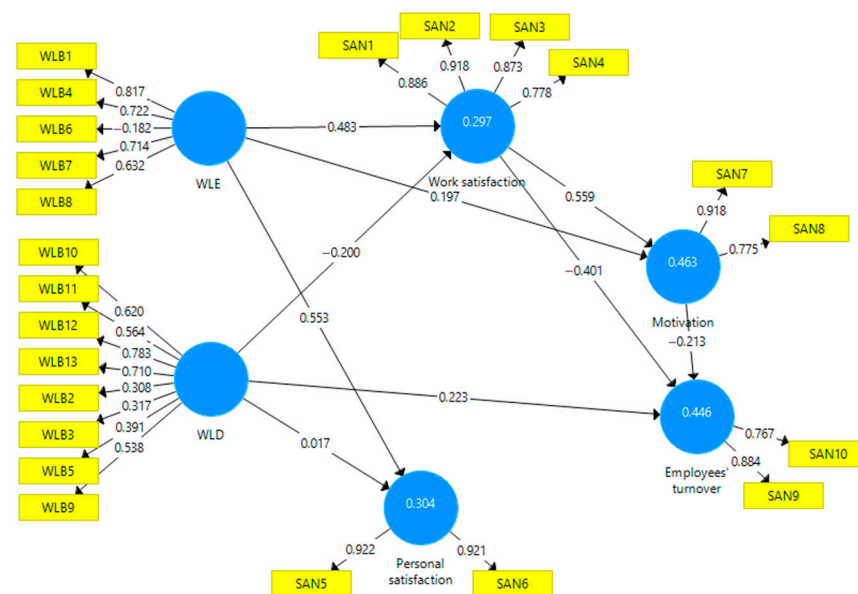 WLB1
WLB4
WLB6
WLB7
WLB8
0.817
0.722
−0.182
0.714
0.632
WLE
SAN1
SAN2
SAN3
SAN4
0.886
0.918
0.873
0.778
0.297
Work satisfaction
0.483
0.197
0.559
−0.200
−0.401
0.553
SAN7
SAN8
0.918
0.775
0.463
Motivation
−0.213
WLB10
WLB11
WLB12
WLB13
WLB2
WLB3
WLB5
WLB9
0.620
0.564
0.783
0.710
0.308
0.317
0.391
0.538
WLD
0.223
0.017
0.446
Employees'
turnover
0.767
0.884
SAN10
SAN9
0.304
Personal
satisfaction
0.922
0.921
SAN5
SAN6